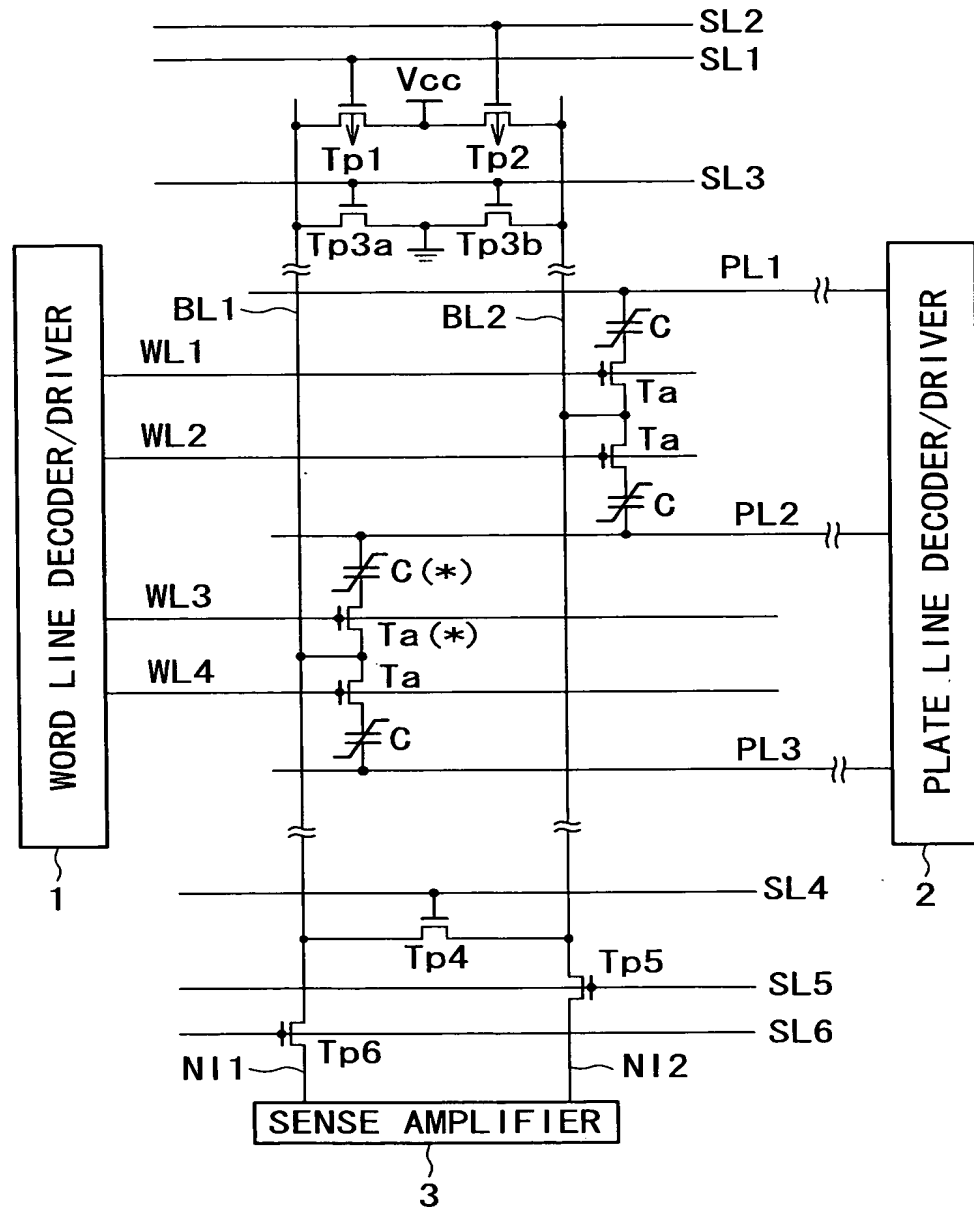 SL2
SL1
Vcc
Tp1 Tp2
SL3
Tp3a Tp3b
PL1
BL1 BL2
C
WL1
Ta
WL2 Ta
C
PL2
C(*)
WL3
Ta(*)
WL4 Ta
C
PL3
WORD LINE DECODER/DRIVER
PLATE LINE DECODER/DRIVER
1
2
SL4
Tp4 Tp5
SL5
SL6
Tp6
NI1 NI2
SENSE AMPLIFIER
3